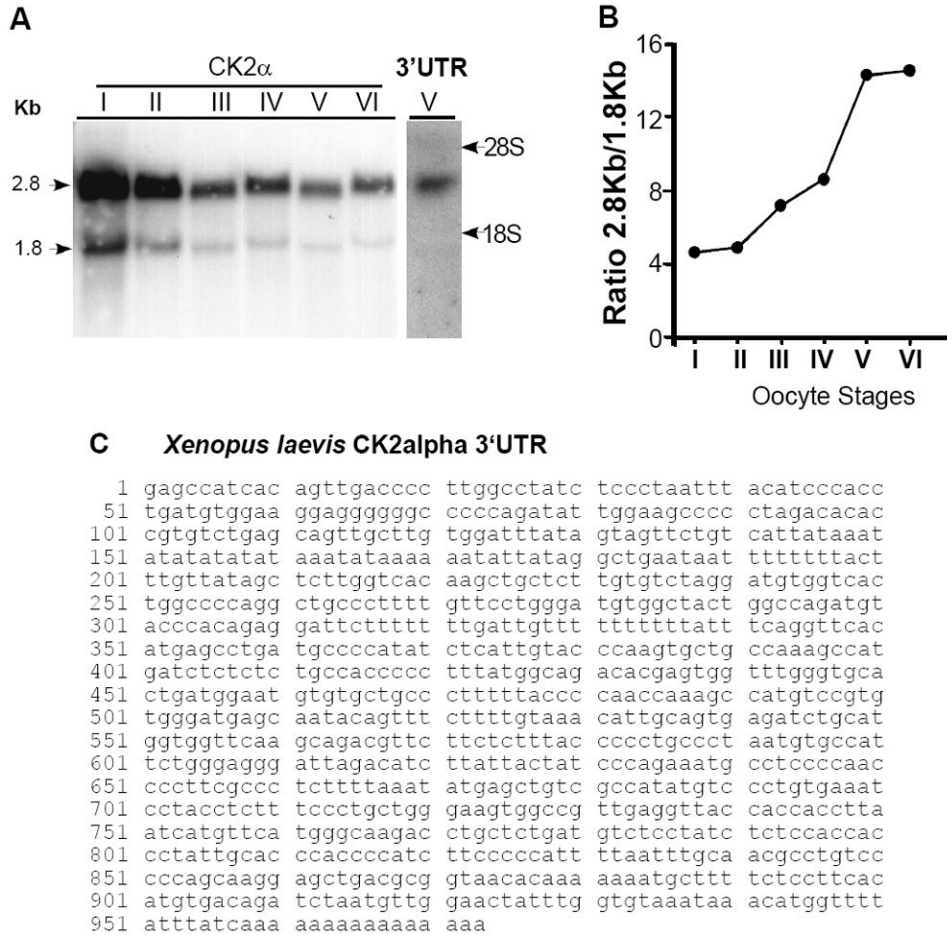 A
CK2α 3'UTR
Kb I II III IV V VI V
28S
2.8
18S
1.8
B
Ratio 2.8Kb/1.8Kb
16
12
8
4
0
I II III IV V VI
Oocyte Stages
C Xenopus laevis CK2alpha 3'UTR
1 gagccatcac agttgacccc ttggcctatc tccctaattt acatcccacc
51 tgatgtggaa ggaggggggc ccccagatat tggaagcccc ctagacacac
101 cgtgtctgag cagttgcttg tggatttata gtagttctgt cattataaat
151 atatatatat aaatataaaa aatattatag gctgaataat tttttttact
201 ttgttatagc tcttggtcac aagctgctct tgtgtctagg atgtggtcac
251 tggccccagg ctgccctttt gttcctggga tgtggctact ggccagatgt
301 acccacagag gattcttttt ttgattgttt ttttttttatt tcaggttcac
351 atgagcctga tgccccatat ctcattgtac ccaagtgctg ccaaagccat
401 gatctctctc tgcacccccc tttatggcag acacgagtgg tttgggtgca
451 ctgatggaat gtgtgctgcc ctttttaccc caaccaaagc catgtccgtg
501 tgggatgagc aatacagttt cttttgtaaa cattgcagtg agatctgcat
551 ggtggttcaa gcagacgttc ttctctttac cccctgccct aatgtgccat
601 tctgggaggg attagacatc ttattactat cccagaaatg cctccccaac
651 cccttcgccc tcttttaaat atgagctgtc gccatatgtc cctgtgaaat
701 cctacctctt tccctgctgg gaagtggccg ttgaggttac caccacctta
751 atcatgttca tgggcaagac ctgctctgat gtctcctatc tctccaccac
801 cctattgcac ccaccccatc ttcccccatt ttaatttgca acgcctgtcc
851 cccagcaagg agctgacgcg gtaacacaaa aaaatgcttt tctccttcac
901 atgtgacaga tctaatgttg gaactatttg gtgtaaataa acatggtttt
951 atttatcaaa aaaaaaaaaa aaa